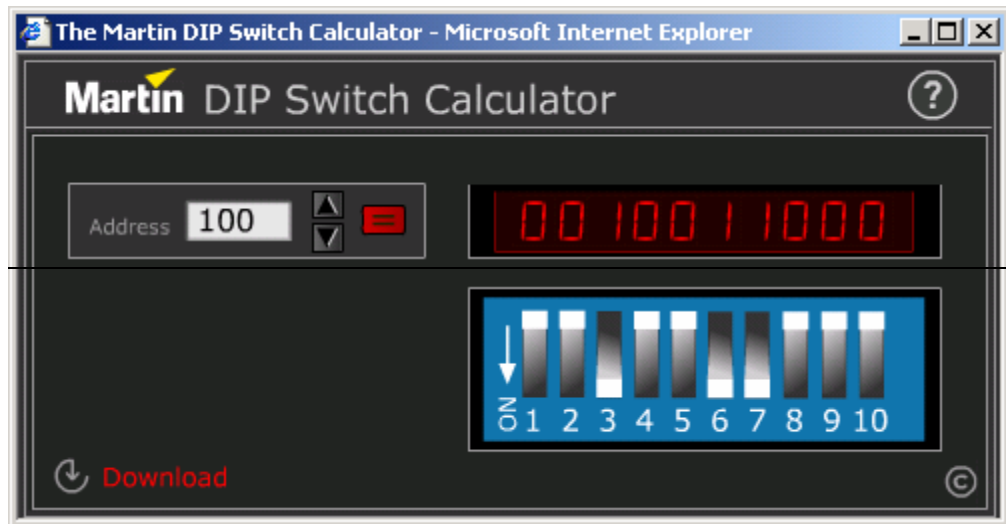 The Martin DIP Switch Calculator - Microsoft Internet Explorer
Martin DIP Switch Calculator ?
Address 100 =
0010011000
ON
1 2 3 4 5 6 7 8 9 10
Download ©